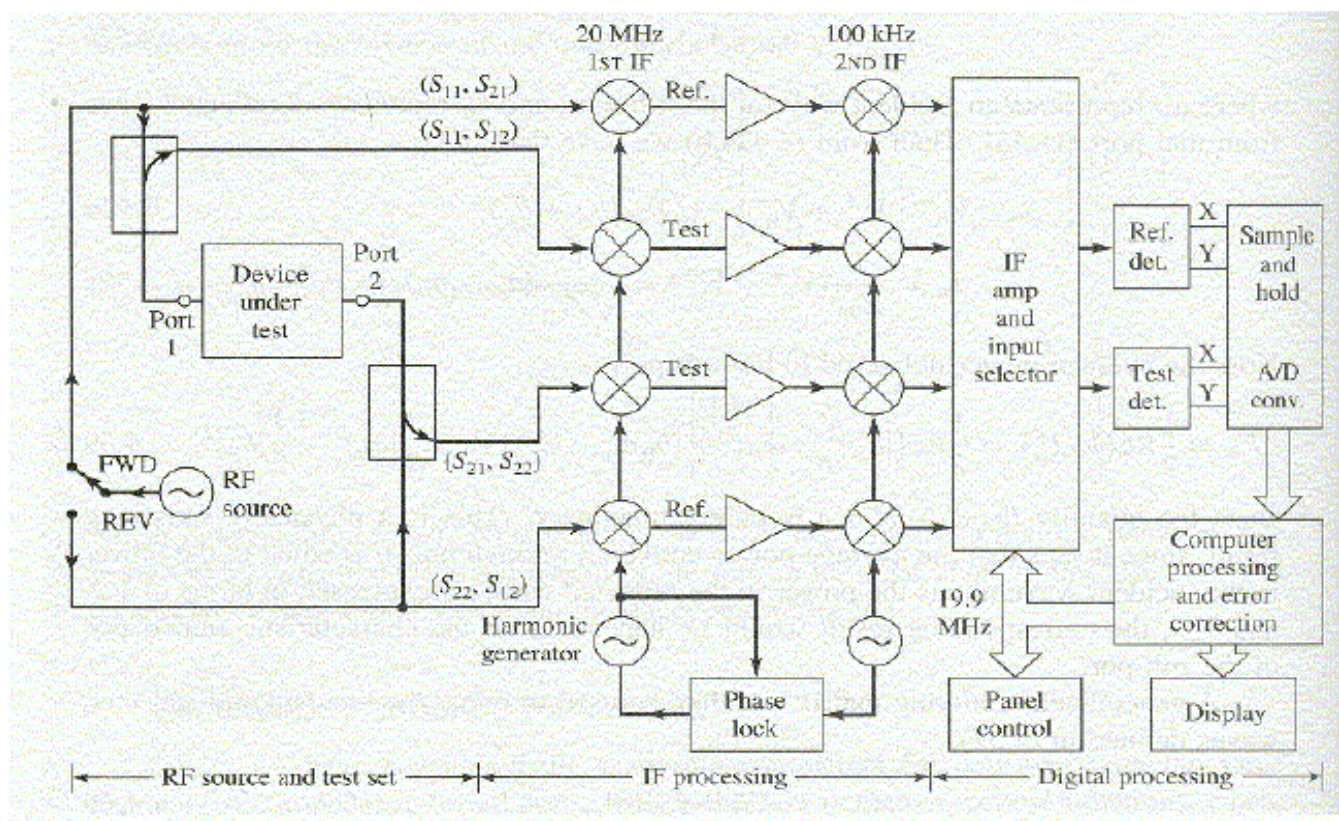 20 MHz
1ST IF
100 kHz
2ND IF
(S11, S21)
Ref.
(S11, S12)
Test
Port
2
Device
under
test
Port
1
Test
IF
amp
and
input
selector
Ref.
det.
X
Y
Sample
and
hold
Test
det.
X
Y
A/D
conv.
(S21, S22)
FWD
RF
source
REV
Ref.
(S22, S12)
Harmonic
generator
19.9
MHz
Computer
processing
and error
correction
Phase
lock
Panel
control
Display
RF source and test set
IF processing
Digital processing